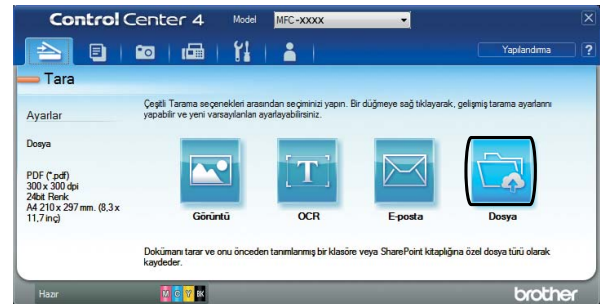 ControlCenter 4
Model
MFC-XXXX
Yapılandırma
?
Tara
Ayarlar
Çeşitli Tarama seçenekleri arasından seçiminizi yapın. Bir düğmeye sağ tıklayarak, gelişmiş tarama ayarlarını
yapabilir ve yeni varsayılanları ayarlayabilirsiniz.
Dosya
PDF (*.pdf)
300 x 300 dpi
24bit Renk
A4 210 x 297 mm. (8,3 x
11,7 inç)
T
Görüntü
OCR
E-posta
Dosya
Dokümanı tarar ve onu önceden tanımlanmış bir klasöre veya SharePoint kitaplığına özel dosya türü olarak
kaydeder.
Hazır
M C Y BK
brother